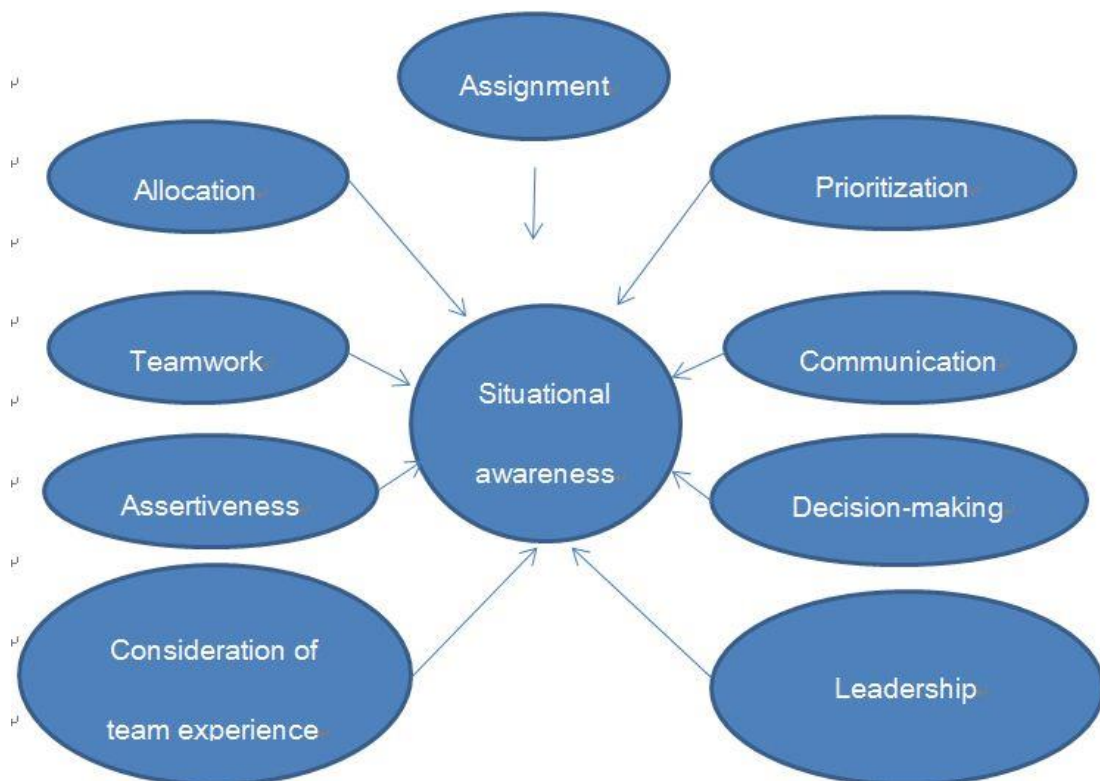 Assignment
Allocation
Prioritization
Teamwork
Communication
Situational
awareness
Assertiveness
Decision-making
Consideration of
team experience
Leadership